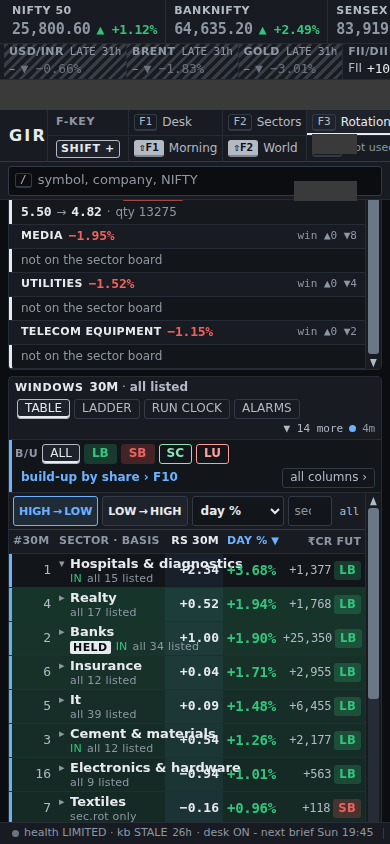 NIFTY 50 BANKNIFTY SENSEX
25,800.60 ▲ +1.12% 64,635.20 ▲ +2.49% 83,919
USD/INR LATE 31h BRENT LATE 31h GOLD LATE 31h FII/DII
– ▼ −0.66% – ▼ −1.83% – ▼ −3.01% FII +10
GIR F-KEY F1 Desk F2 Sectors F3 Rotation
SHIFT + ⇧F1 Morning ⇧F2 World not used
/ symbol, company, NIFTY
5.50 → 4.82 · qty 13275
MEDIA −1.95% win ▲0 ▼8
not on the sector board
UTILITIES −1.52% win ▲0 ▼4
not on the sector board
TELECOM EQUIPMENT −1.15% win ▲0 ▼2
not on the sector board
WINDOWS 30M · all listed
TABLE LADDER RUN CLOCK ALARMS
▼ 14 more ● 4m
B/U ALL LB SB SC LU
build-up by share › F10 all columns ›
HIGH → LOW LOW → HIGH day % sec all
#30M SECTOR · BASIS RS 30M DAY % ▼ ₹CR FUT
1 ▾ Hospitals & diagnostics +2.34 +3.68% +1,377 LB
IN all 15 listed
4 ▸ Realty +0.52 +1.94% +1,768 LB
all 17 listed
2 ▸ Banks +1.00 +1.90% +25,350 LB
HELD IN all 34 listed
6 ▸ Insurance +0.04 +1.71% +2,955 LB
all 12 listed
5 ▸ It +0.09 +1.48% +6,455 LB
all 39 listed
3 ▸ Cement & materials +0.54 +1.26% +2,177 LB
IN all 12 listed
16 ▸ Electronics & hardware −0.94 +1.01% +563 LB
all 9 listed
7 ▸ Textiles −0.16 +0.96% +118 SB
sec.rot only
● health LIMITED · kb STALE 26h · desk ON - next brief Sun 19:45